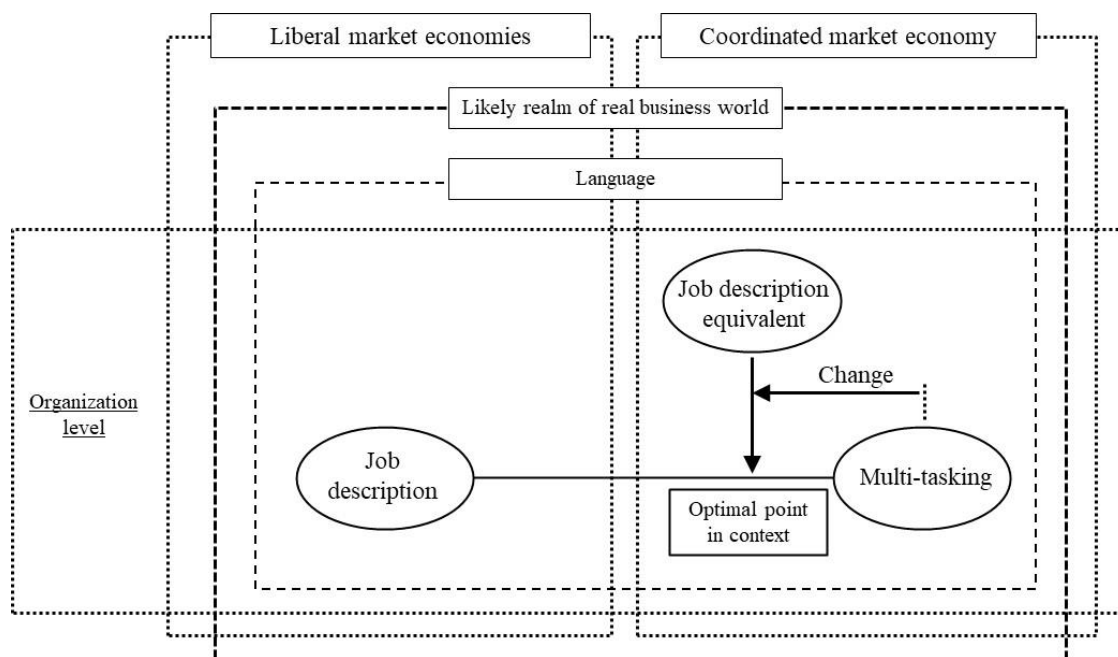 Liberal market economies
Coordinated market economy
Likely realm of real business world
Language
Job description
equivalent
Change
Organization
level
Job
description
Multi-tasking
Optimal point
in context